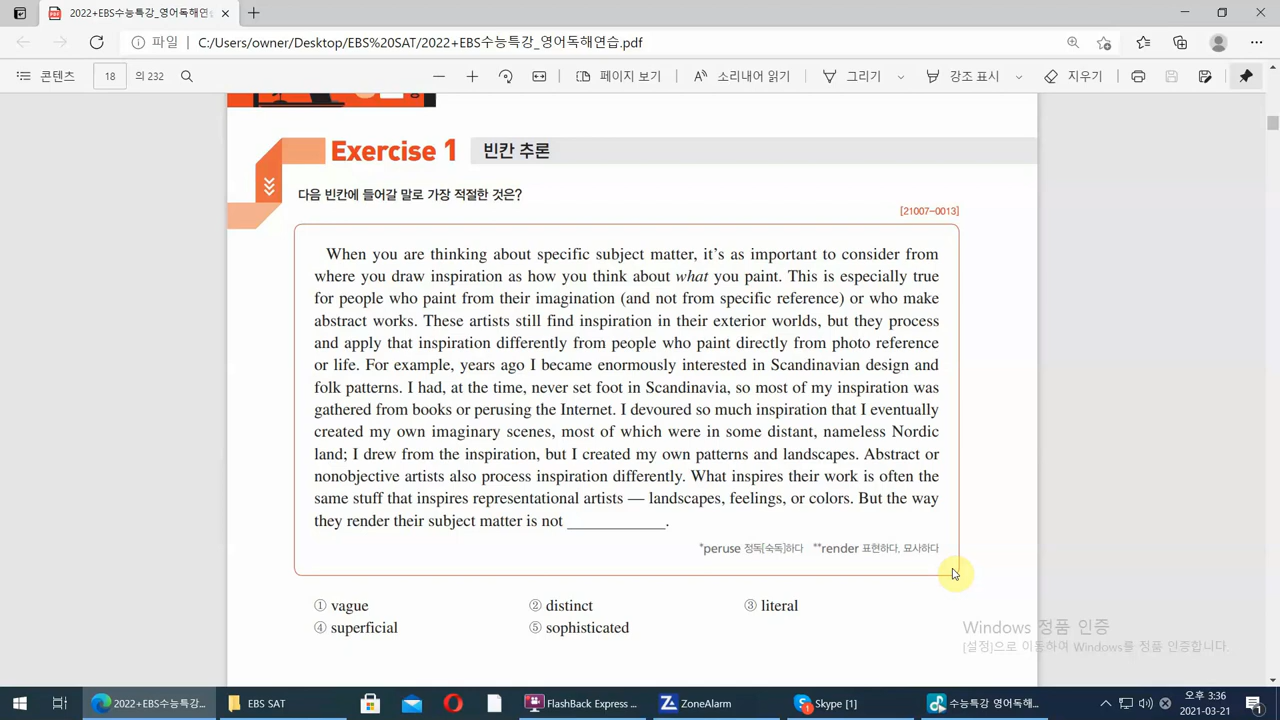 2022+EBS수능특강_영어독해연
파일
C:/Users/owner/Desktop/EBS%20SAT/2022+EBS수능특강_영어독해연습.pdf
콘텐츠
18
의 232
페이지 보기
소리내어 읽기
그리기
강조 표시
지우기
Exercise 1
빈칸 추론
다음 빈칸에 들어갈 말로 가장 적절한 것은?
[21007-0013]
When you are thinking about specific subject matter, it's as important to consider from
where you draw inspiration as how you think about what you paint. This is especially true
for people who paint from their imagination (and not from specific reference) or who make
abstract works. These artists still find inspiration in their exterior worlds, but they process
and apply that inspiration differently from people who paint directly from photo reference
or life. For example, years ago I became enormously interested in Scandinavian design and
folk patterns. I had, at the time, never set foot in Scandinavia, so most of my inspiration was
gathered from books or perusing the Internet. I devoured so much inspiration that I eventually
created my own imaginary scenes, most of which were in some distant, nameless Nordic
land; I drew from the inspiration, but I created my own patterns and landscapes. Abstract or
nonobjective artists also process inspiration differently. What inspires their work is often the
same stuff that inspires representational artists — landscapes, feelings, or colors. But the way
they render their subject matter is not ____________.
*peruse 정독[숙독]하다 **render 표현하다, 묘사하다
① vague ② distinct ③ literal
④ superficial ⑤ sophisticated
Windows 정품 인증
[설정]으로 이동하여 Windows를 정품 인증합니다.
2022+EBS수능특강_...
EBS SAT
FlashBack Express ...
ZoneAlarm
Skype [1]
수능특강 영어독해...
오후 3:36
2021-03-21